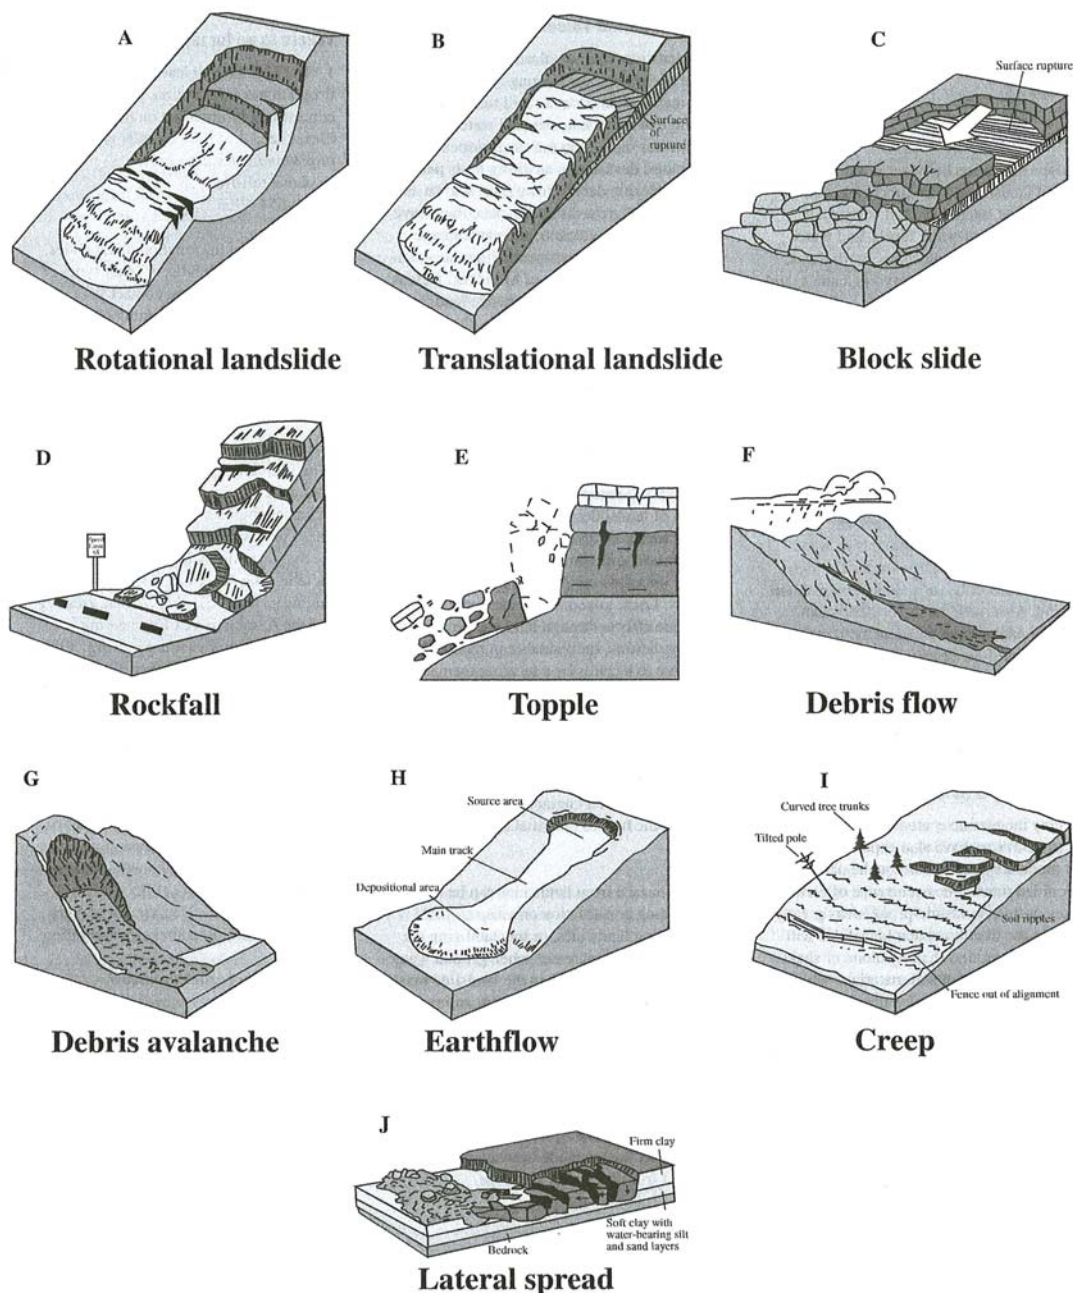 A
B
C
Surface rupture
Surface
of
rupture
Toe
Rotational landslide
Translational landslide
Block slide
D
E
F
Speed
Limit
Rockfall
Topple
Debris flow
G
H
I
Source area
Main track
Depositional area
Curved tree trunks
Tilted pole
Soil ripples
Fence out of alignment
Debris avalanche
Earthflow
Creep
J
Firm clay
Soft clay with
water-bearing silt
and sand layers
Bedrock
Lateral spread